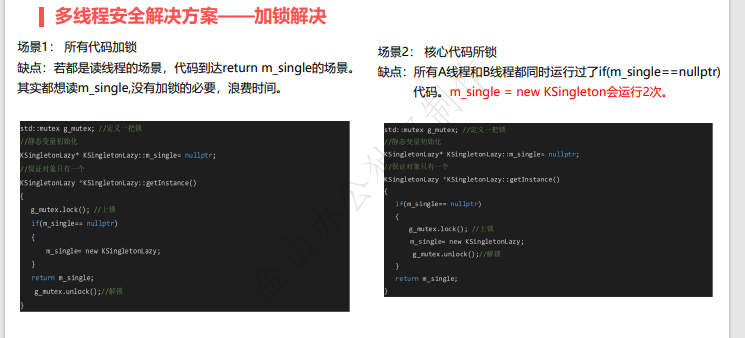 多线程安全解决方案——加锁解决
场景1： 所有代码加锁
缺点：若都是读线程的场景，代码到达return m_single的场景。
其实都想读m_single,没有加锁的必要，浪费时间。
std::mutex g_mutex; //定义一把锁
//静态变量初始化
KSingletonLazy* KSingletonLazy::m_single= nullptr;
//保证对象只有一个
KSingletonLazy *KSingletonLazy::getInstance()
{
g_mutex.lock(); //上锁
if(m_single== nullptr)
{
m_single= new KSingletonLazy;
}
return m_single;
g_mutex.unlock();//解锁
}
场景2： 核心代码所锁
缺点：所有A线程和B线程都同时运行过了if(m_single==nullptr)
代码。m_single = new KSingleton会运行2次。
std::mutex g_mutex; //定义一把锁
//静态变量初始化
KSingletonLazy* KSingletonLazy::m_single= nullptr;
//保证对象只有一个
KSingletonLazy *KSingletonLazy::getInstance()
{
if(m_single== nullptr)
{
g_mutex.lock(); //上锁
m_single= new KSingletonLazy;
g_mutex.unlock();//解锁
}
return m_single;
}